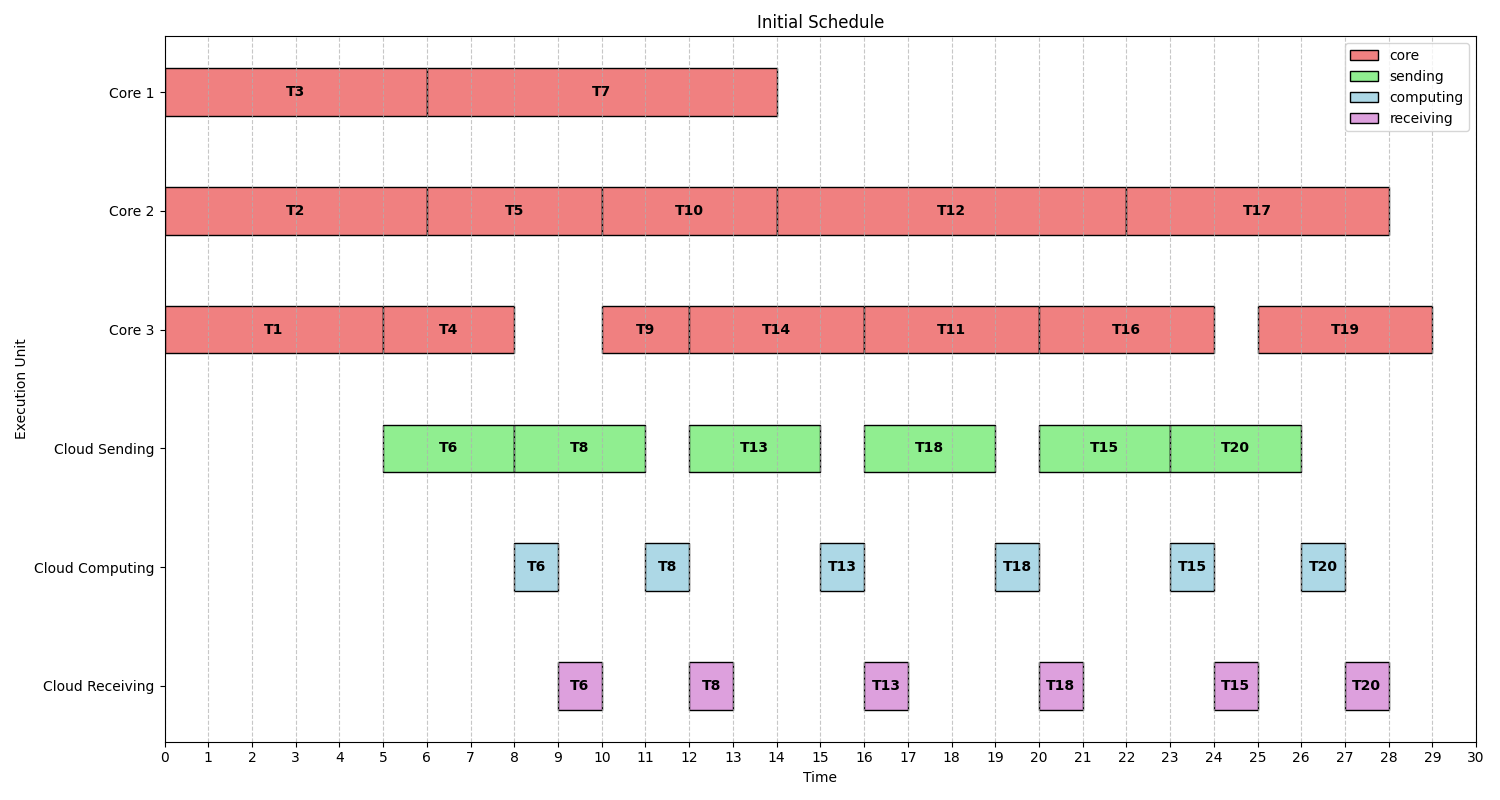 Initial Schedule
core
sending
computing
receiving
Execution Unit
Core 1
T3
T7
Core 2
T2
T5
T10
T12
T17
Core 3
T1
T4
T9
T14
T11
T16
T19
Cloud Sending
T6
T8
T13
T18
T15
T20
Cloud Computing
T6
T8
T13
T18
T15
T20
Cloud Receiving
T6
T8
T13
T18
T15
T20
0 1 2 3 4 5 6 7 8 9 10 11 12 13 14 15 16 17 18 19 20 21 22 23 24 25 26 27 28 29 30
Time